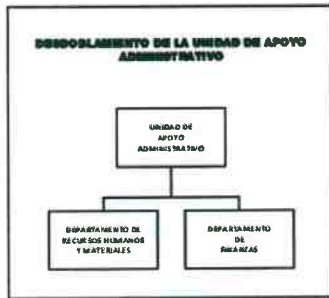 DESDOBLAMIENTO DE LA UNIDAD DE APOYO
ADMINISTRATIVO
UNIDAD DE
APOYO
ADMINISTRATIVO
DEPARTAMENTO DE
RECURSOS HUMANOS
Y MATERIALES
DEPARTAMENTO
DE
FINANZAS